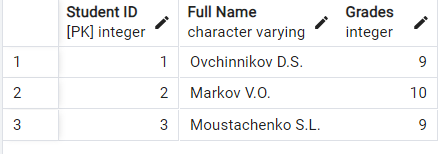 Student ID Full Name Grades
[PK] integer character varying integer
1 1 Ovchinnikov D.S. 9
2 2 Markov V.O. 10
3 3 Moustachenko S.L. 9